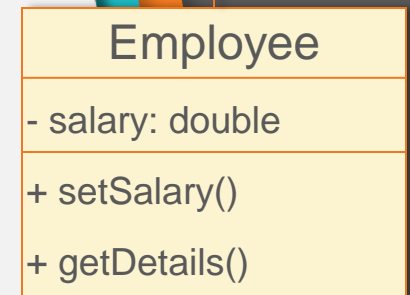 Employee
- salary: double
+ setSalary()
+ getDetails()